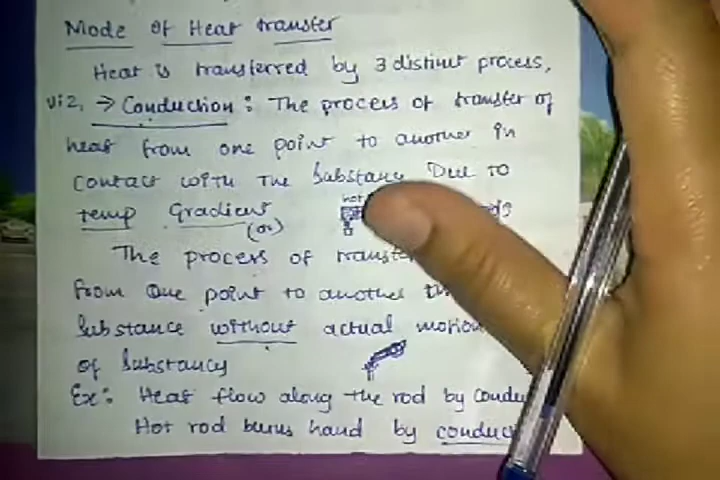 Mode of Heat transfer
Heat is transferred by 3 distinct process,
viz, → Conduction : The process of transfer of
heat from one point to another in
contact with the substance Due to
temp Gradient hot
(or)
The process of
from One point to another
substance without actual motion
of substancy
Ex: Heat flow along the rod by
Hot rod burns hand by